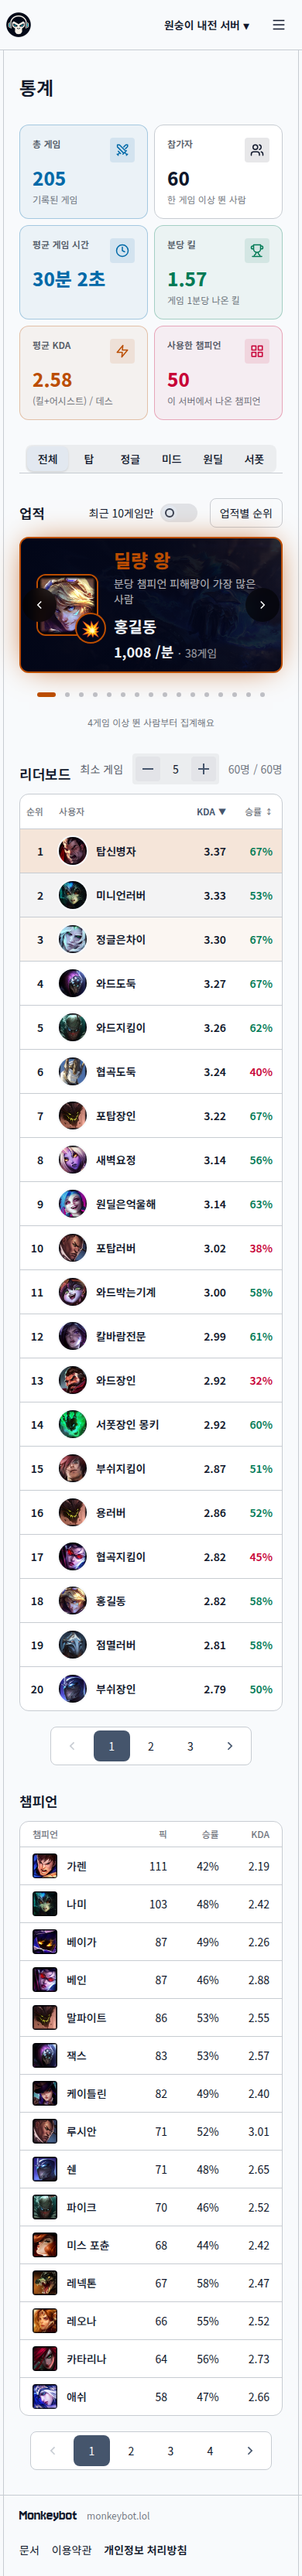 원숭이 내전 서버 ▼
통계
총 게임
205
기록된 게임
참가자
60
한 게임 이상 뛴 사람
평균 게임 시간
30분 2초
분당 킬
1.57
게임 1분당 나온 킬
평균 KDA
2.58
(킬+어시스트) / 데스
사용한 챔피언
50
이 서버에서 나온 챔피언
전체 탑 정글 미드 원딜 서폿
업적 최근 10게임만 업적별 순위
딜량 왕
분당 챔피언 피해량이 가장 많은
사람
홍길동
1,008 /분 · 38게임
4게임 이상 뛴 사람부터 집계해요
리더보드 최소 게임 — 5 + 60명 / 60명
순위 사용자 KDA ▼ 승률 ↕
1 탑신병자 3.37 67%
2 미니언러버 3.33 53%
3 정글은차이 3.30 67%
4 와드도둑 3.27 67%
5 와드지킴이 3.26 62%
6 협곡도둑 3.24 40%
7 포탑장인 3.22 67%
8 새벽요정 3.14 56%
9 원딜은억울해 3.14 63%
10 포탑러버 3.02 38%
11 와드박는기계 3.00 58%
12 칼바람전문 2.99 61%
13 와드장인 2.92 32%
14 서폿장인 몽키 2.92 60%
15 부쉬지킴이 2.87 51%
16 용러버 2.86 52%
17 협곡지킴이 2.82 45%
18 홍길동 2.82 58%
19 점멸러버 2.81 58%
20 부쉬장인 2.79 50%
1 2 3
챔피언
챔피언 픽 승률 KDA
가렌 111 42% 2.19
나미 103 48% 2.42
베이가 87 49% 2.26
베인 87 46% 2.88
말파이트 86 53% 2.55
잭스 83 53% 2.57
케이틀린 82 49% 2.40
루시안 71 52% 3.01
쉔 71 48% 2.65
파이크 70 46% 2.52
미스 포츈 68 44% 2.42
레넥톤 67 58% 2.47
레오나 66 55% 2.52
카타리나 64 56% 2.73
애쉬 58 47% 2.66
1 2 3 4
Monkeybot monkeybot.lol
문서 이용약관 개인정보 처리방침